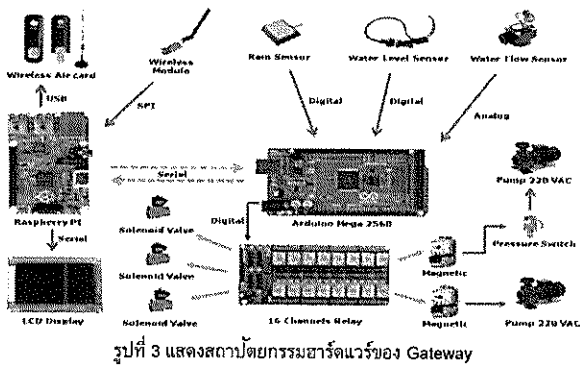 Wireless Air card
Wireless
Module
Rain Sensor
Water Level Sensor
Water Flow Sensor
USB
SPI
Digital
Digital
Analog
Serial
Raspberry PI
Arduino Mega 2560
Pump 220 VAC
Serial
Solenoid Valve
Digital
Pressure Switch
Solenoid Valve
Magnetic
LCD Display
Solenoid Valve
16 Channels Relay
Magnetic
Pump 220 VAC
รูปที่ 3 แสดงสถาปัตยกรรมฮาร์ดแวร์ของ Gateway